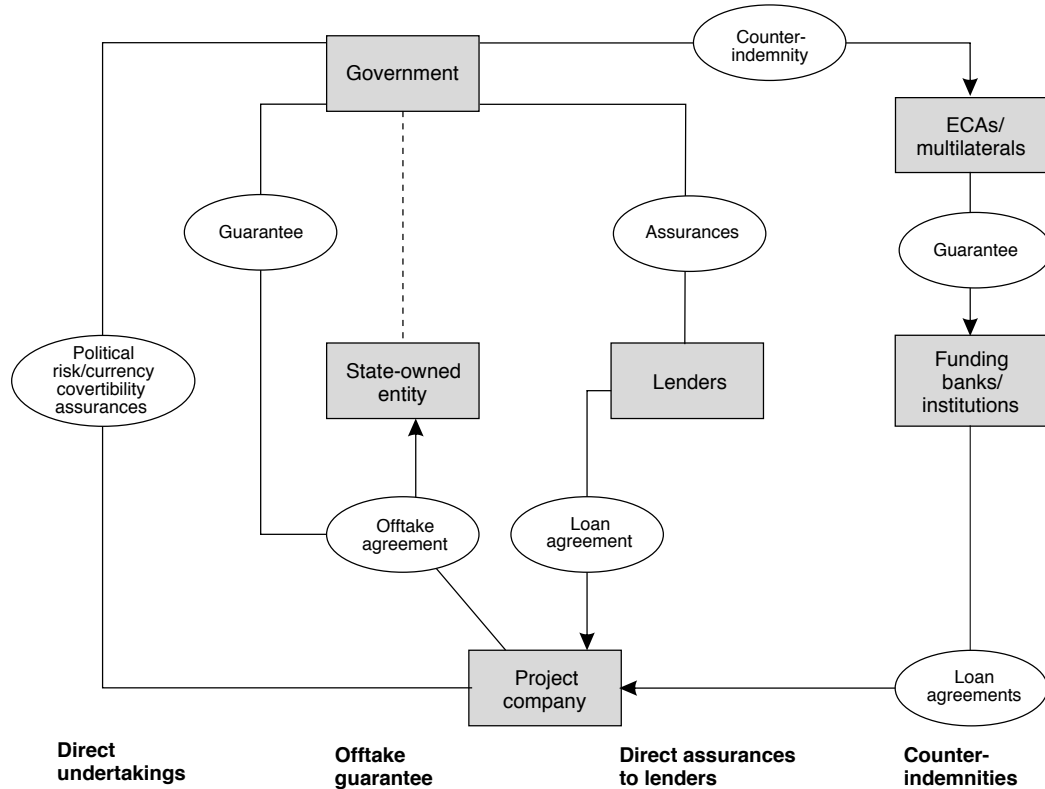 Counter-
indemnity
Government
ECAs/
multilaterals
Guarantee
Assurances
Guarantee
Political
risk/currency
covertibility
assurances
State-owned
entity
Lenders
Funding
banks/
institutions
Offtake
agreement
Loan
agreement
Project
company
Loan
agreements
Direct
undertakings
Offtake
guarantee
Direct assurances
to lenders
Counter-
indemnities